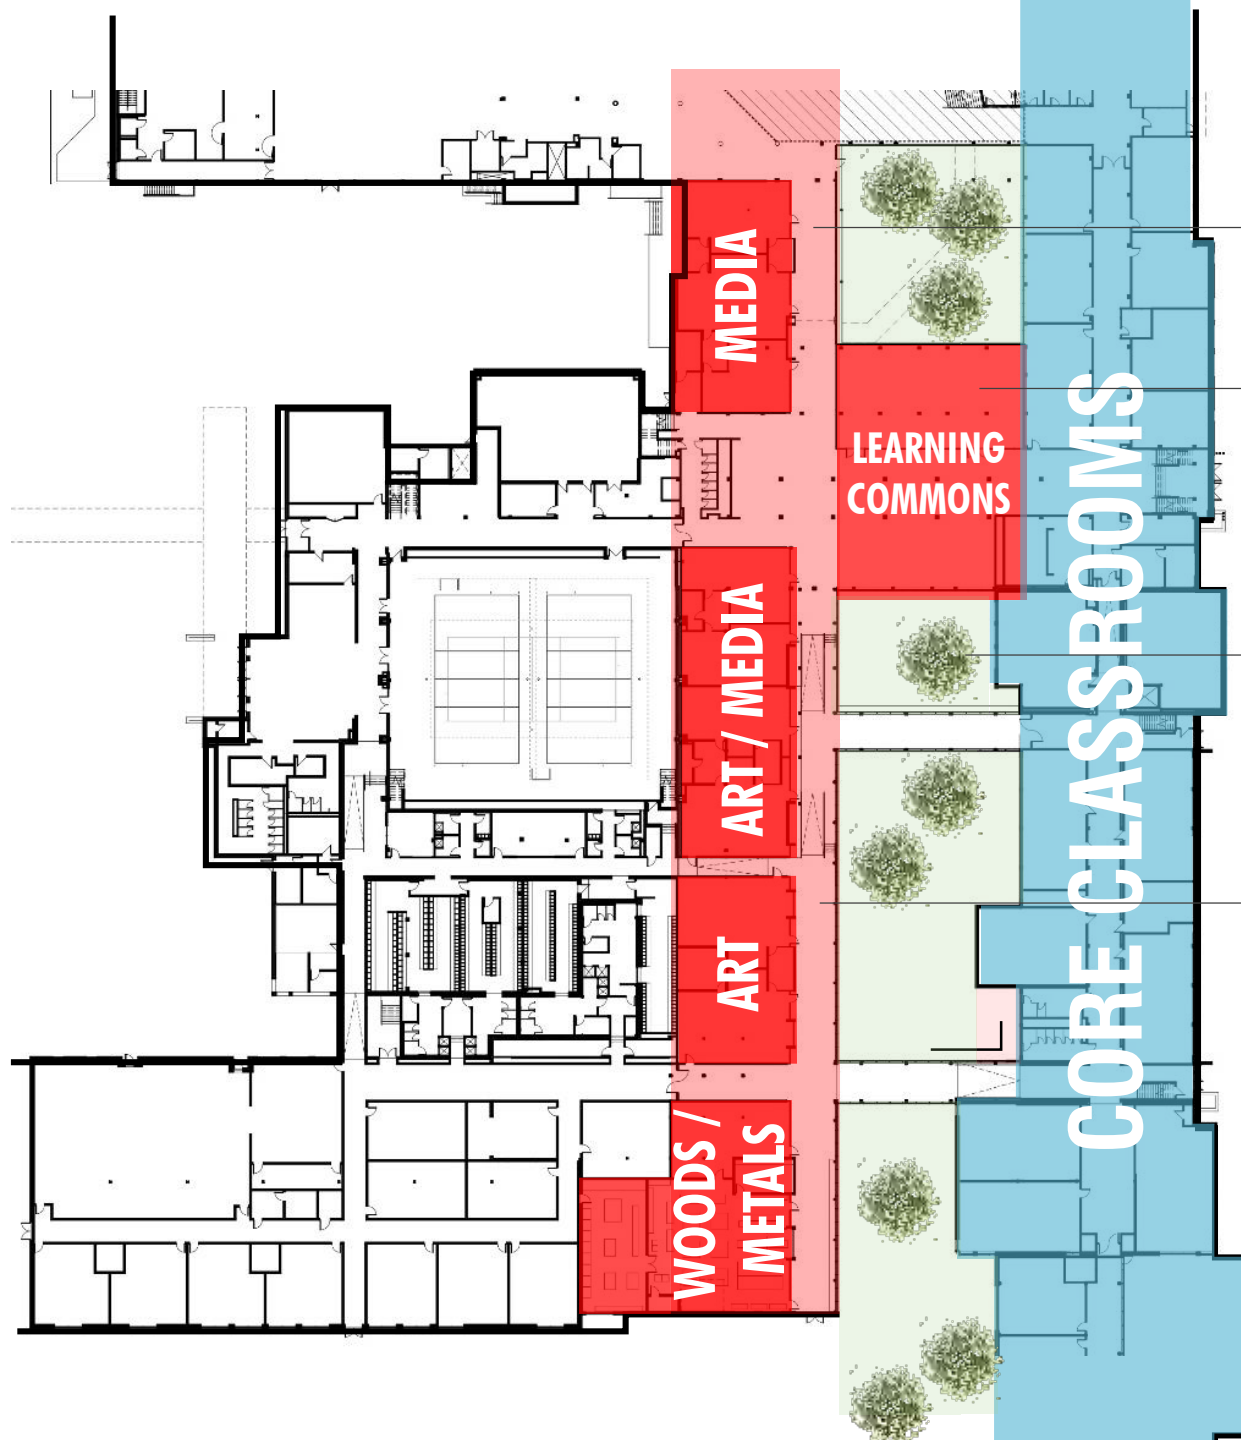 MEDIA
LEARNING
COMMONS
ART / MEDIA
ART
WOODS /
METALS
CORE CLASSROOMS